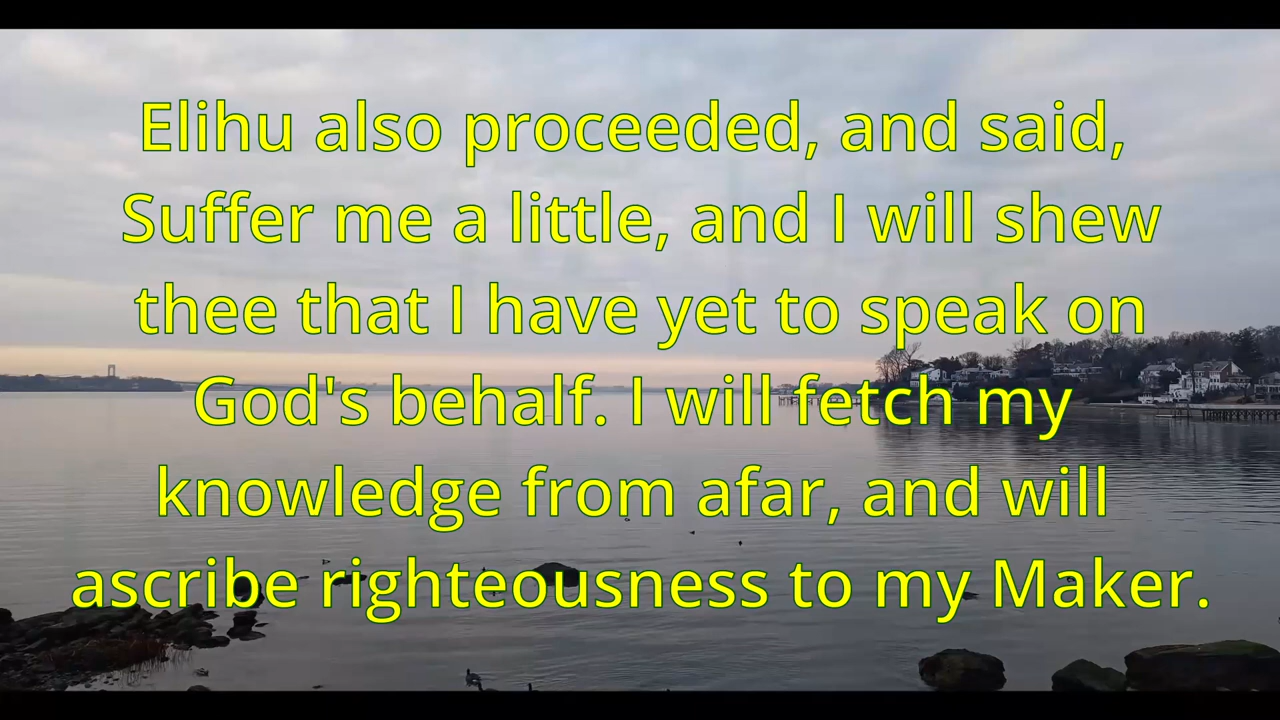 Elihu also proceeded, and said,
Suffer me a little, and I will shew
thee that I have yet to speak on
God's behalf. I will fetch my
knowledge from afar, and will
ascribe righteousness to my Maker.